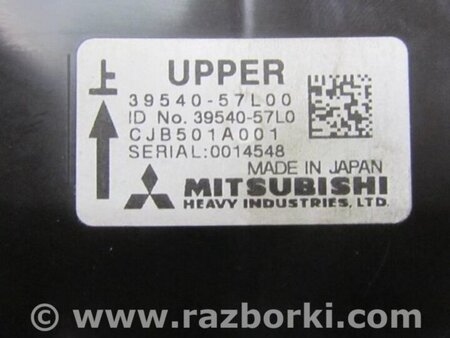 上
UPPER
39540-57L00
ID No. 39540-57L0
CJB501A001
SERIAL:0014548
MADE IN JAPAN
MITSUBISHI
HEAVY INDUSTRIES, LTD.
© www.razborki.com